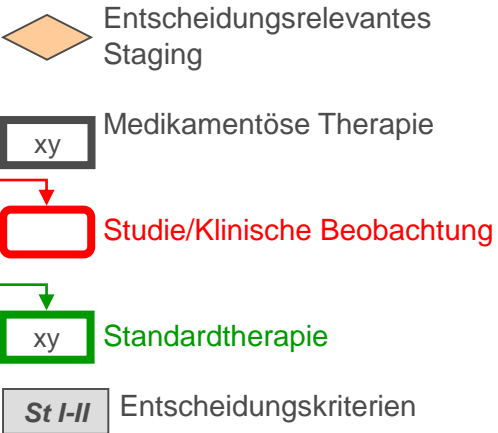 Entscheidungsrelevantes
Staging
xy
Medikamentöse Therapie
Studie/Klinische Beobachtung
xy
Standardtherapie
St I-II
Entscheidungskriterien